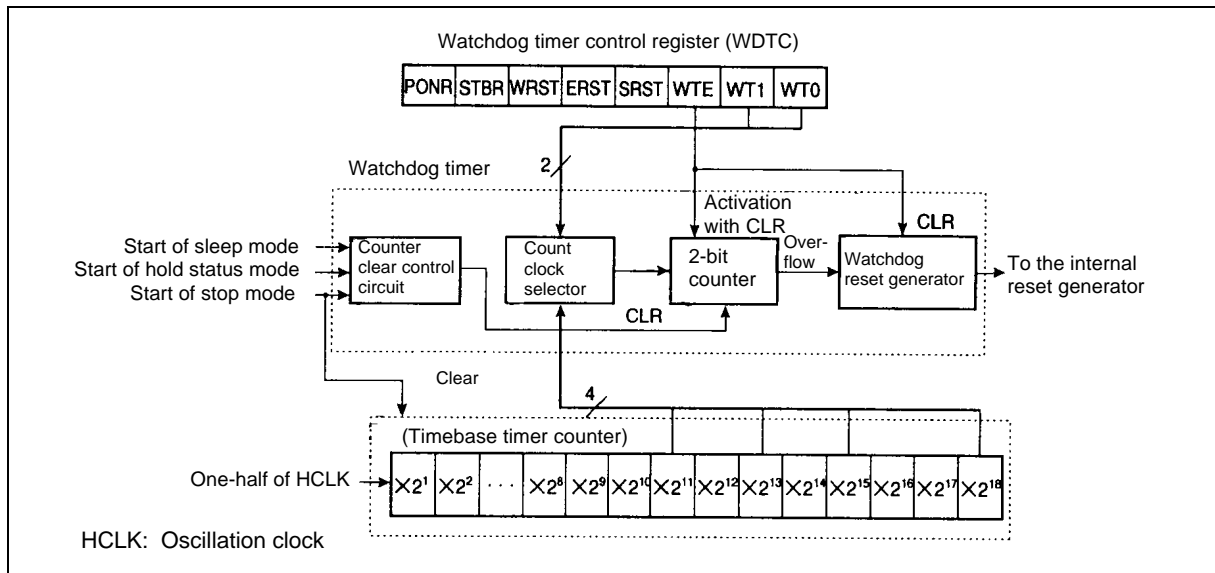 Watchdog timer control register (WDTC)
PONR STBR WRST ERST SRST WTE WT1 WT0
2
Watchdog timer
Activation
with CLR
CLR
Start of sleep mode
Start of hold status mode
Start of stop mode
Counter
clear control
circuit
Count
clock
selector
2-bit
counter
Over-
flow
Watchdog
reset generator
To the internal
reset generator
CLR
Clear
4
(Timebase timer counter)
One-half of HCLK
×2¹ ×2² ... ×2⁸ ×2⁹ ×2¹⁰ ×2¹¹ ×2¹² ×2¹³ ×2¹⁴ ×2¹⁵ ×2¹⁶ ×2¹⁷ ×2¹⁸
HCLK: Oscillation clock